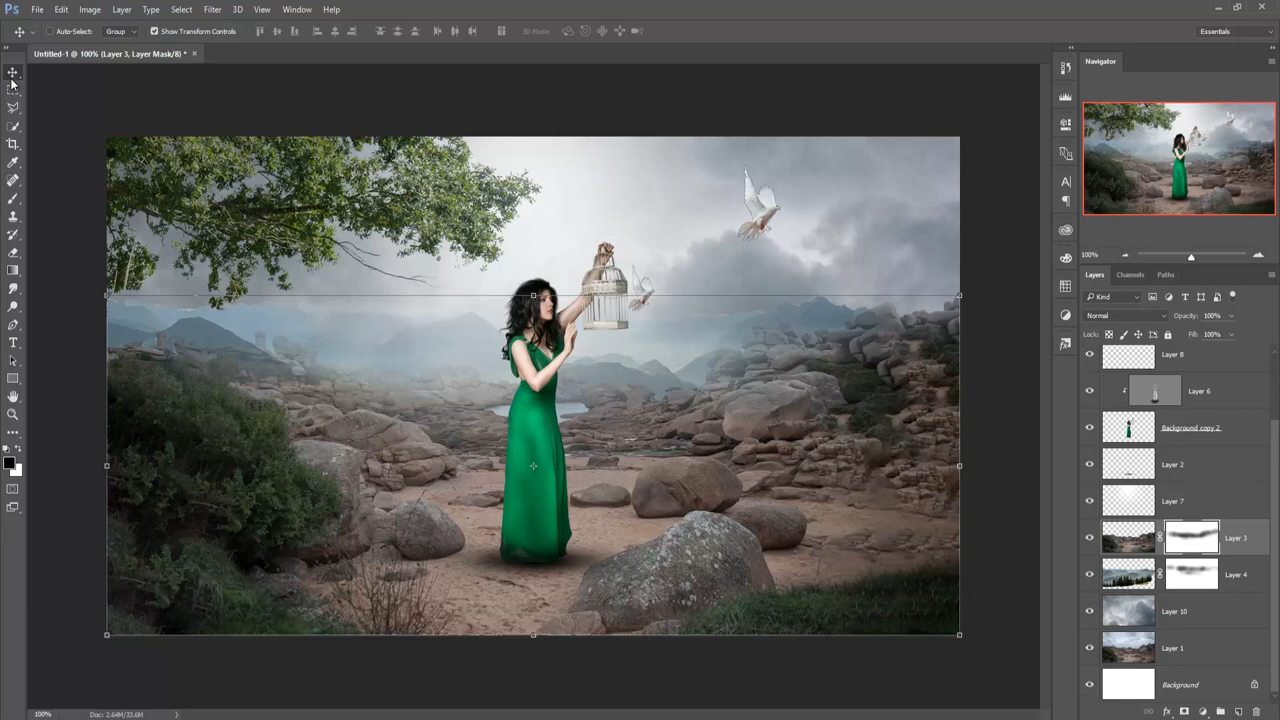 Ps File Edit Image Layer Type Select Filter 3D View Window Help
Auto-Select: Group Show Transform Controls 3D Mode: Essentials
Untitled-1 @ 100% (Layer 3, Layer Mask/8) * ×
Navigator
100%
Layers Channels Paths
Kind
Normal Opacity: 100%
Lock: Fill: 100%
Layer 8
Layer 6
Background copy 2
Layer 2
Layer 7
Layer 3
Layer 4
Layer 10
Layer 1
Background
100% Doc: 2.64M/33.6M